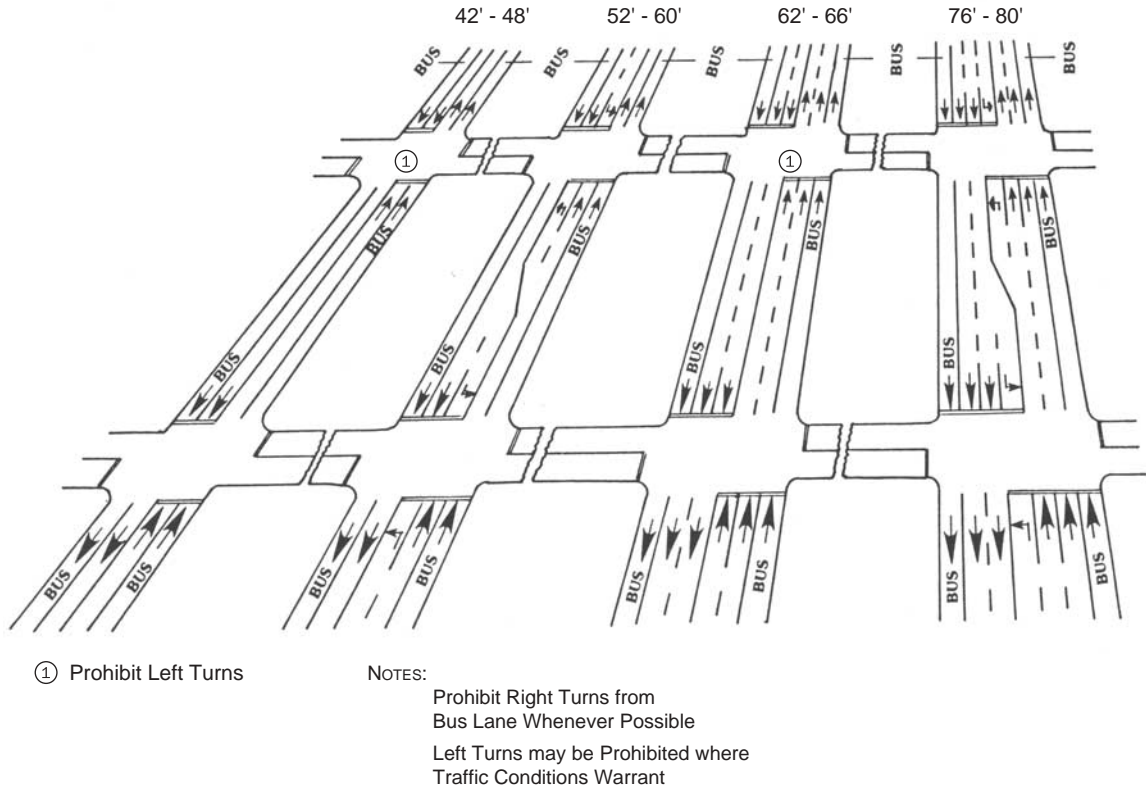 42' - 48' 52' - 60' 62' - 66' 76' - 80'
BUS BUS BUS BUS BUS
① ①
BUS BUS BUS BUS
BUS BUS BUS BUS
BUS BUS BUS BUS BUS BUS BUS BUS
① Prohibit Left Turns
NOTES:
Prohibit Right Turns from
Bus Lane Whenever Possible
Left Turns may be Prohibited where
Traffic Conditions Warrant